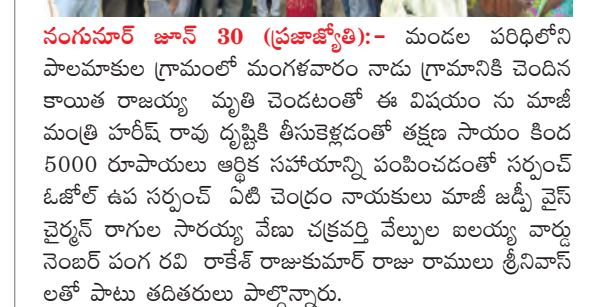 నంగునూర్ జూన్ 30 (ప్రజాజ్యోతి):- మండల పరిధిలోని
పాలమాకుల గ్రామంలో మంగళవారం నాడు గ్రామానికి చెందిన
కాయిత రాజయ్య మృతి చెండటంతో ఈ విషయం ను మాజీ
మంత్రి హరీష్ రావు దృష్టికి తీసుకెళ్లడంతో తక్షణ సాయం కింద
5000 రూపాయలు ఆర్థిక సహాయాన్ని పంపించడంతో సర్పంచ్
ఓజోల్ ఉప సర్పంచ్ ఏటి చెంద్రం నాయకులు మాజీ జడ్పీ వైస్
చైర్మన్ రాగుల సారయ్య వేణు చక్రవర్తి వేల్పుల ఐలయ్య వార్డు
నెంబర్ పంగ రవి రాకేశ్ రాజుకుమార్ రాజు రాములు శ్రీనివాస్
లతో పాటు తదితరులు పాల్గొన్నారు.